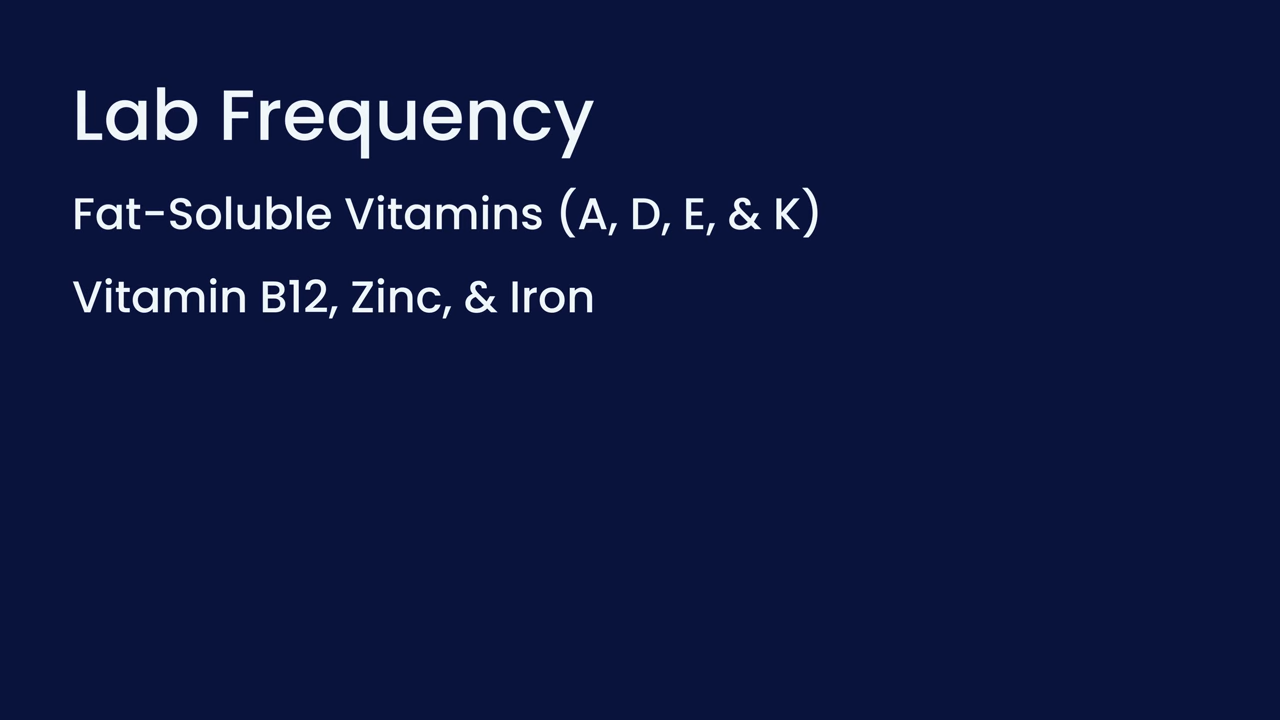 Lab Frequency
Fat-Soluble Vitamins (A, D, E, & K)
Vitamin B12, Zinc, & Iron